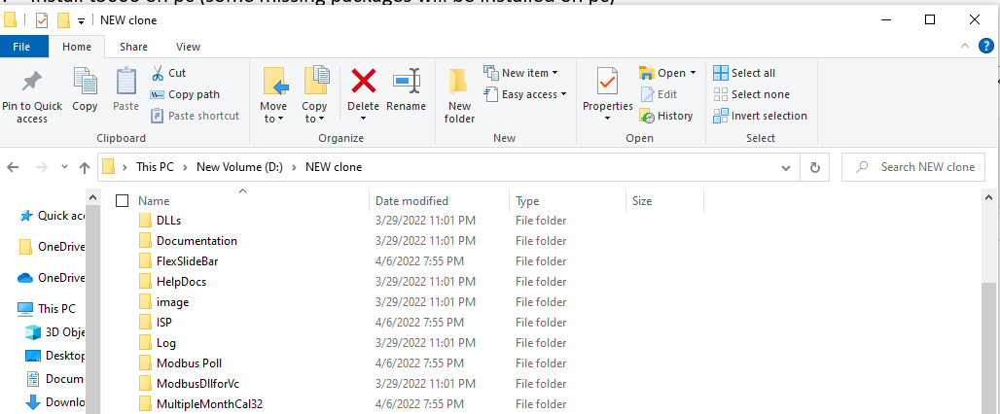 Install t3000 on pc (some missing packages will be installed on pc)
NEW clone
File Home Share View
Pin to Quick access
Copy
Paste
Cut
Copy path
Paste shortcut
Clipboard
Move to
Copy to
Delete
Rename
Organize
New folder
New item
Easy access
New
Properties
Open
Edit
History
Open
Select all
Select none
Invert selection
Select
This PC > New Volume (D:) > NEW clone
Search NEW clone
Quick acc
OneDrive
OneDrive
This PC
3D Obje
Desktop
Docum
Downlo
Name Date modified Type Size
DLLs 3/29/2022 11:01 PM File folder
Documentation 3/29/2022 11:01 PM File folder
FlexSlideBar 4/6/2022 7:55 PM File folder
HelpDocs 3/29/2022 11:01 PM File folder
image 3/29/2022 11:01 PM File folder
ISP 4/6/2022 7:55 PM File folder
Log 3/29/2022 11:01 PM File folder
Modbus Poll 4/6/2022 7:55 PM File folder
ModbusDllforVc 3/29/2022 11:01 PM File folder
MultipleMonthCal32 4/6/2022 7:55 PM File folder